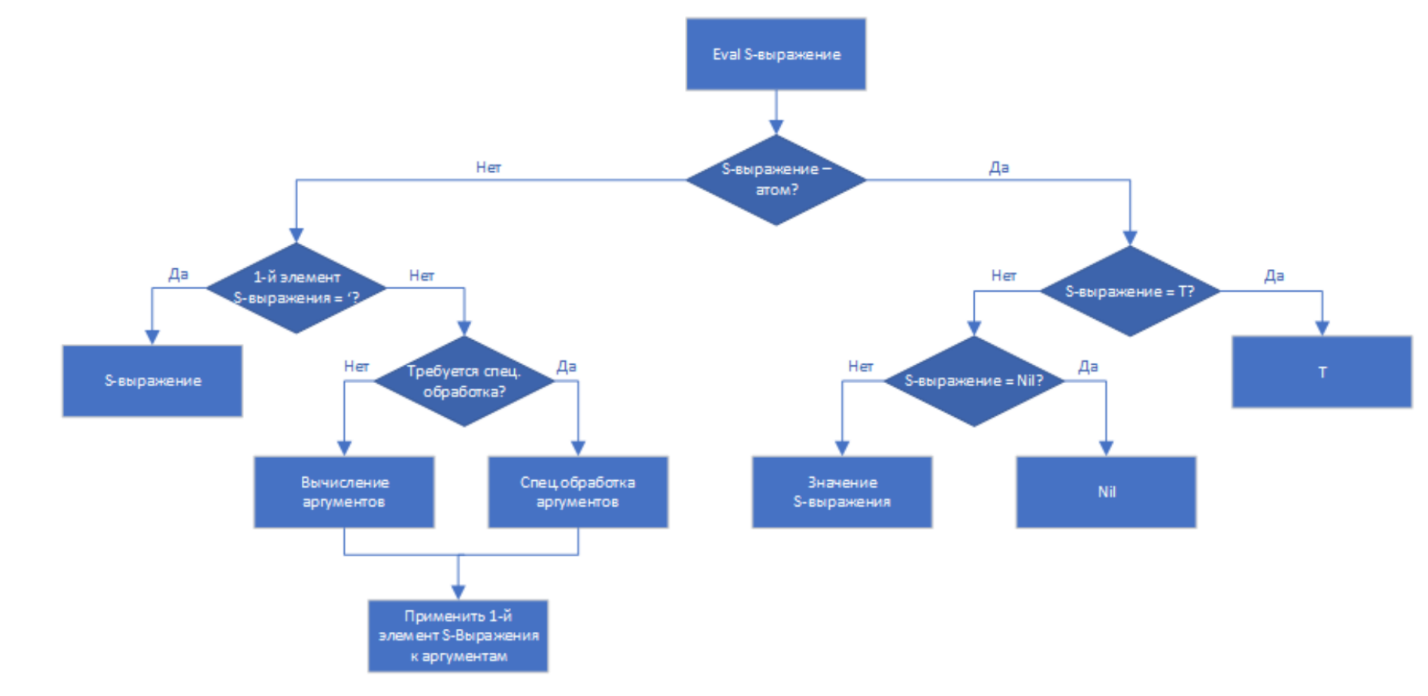 Eval S-выражение
S-выражение –
атом?
Нет
Да
1-й элемент
S-выражения = ‘?
Да
Нет
S-выражение = T?
Нет
Да
S-выражение
Требуется спец.
обработка?
Нет
Да
S-выражение = Nil?
Нет
Да
T
Вычисление
аргументов
Спец.обработка
аргументов
Значение
S-выражения
Nil
Применить 1-й
элемент S-Выражения
к аргументам